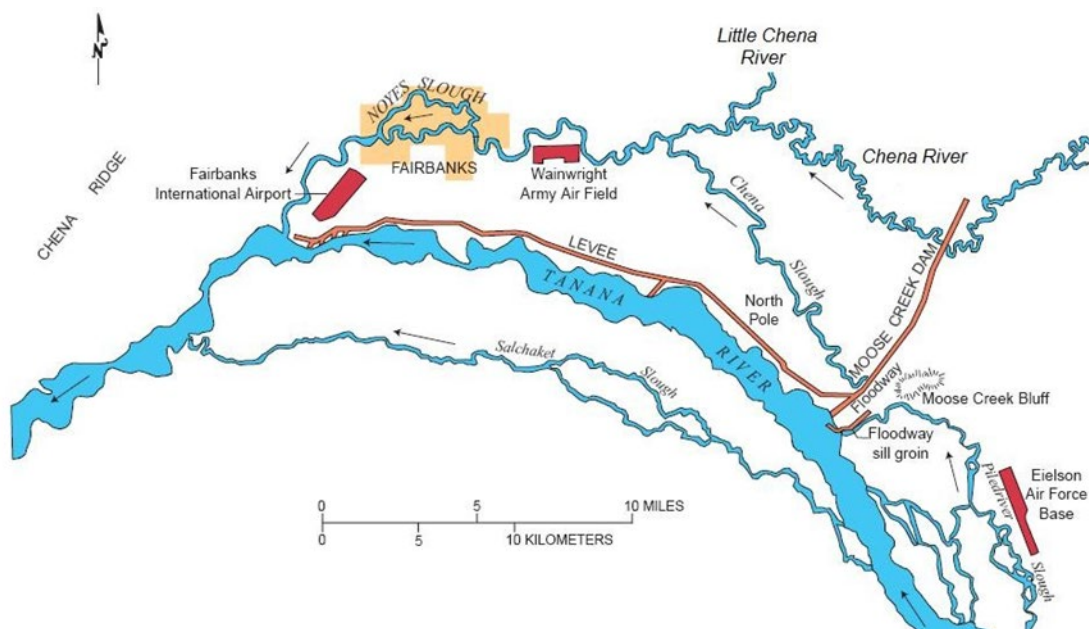 N
Little Chena
River
NOYES SLOUGH
FAIRBANKS
Fairbanks
International Airport
Wainwright
Army Air Field
Chena River
CHENA RIDGE
Chena
Slough
LEVEE
TANANA
RIVER
North
Pole
MOOSE CREEK DAM
Floodway
Moose Creek Bluff
Floodway
sill groin
Salchaket
Slough
Piledriver
Slough
Eielson
Air Force
Base
0 5 10 MILES
0 5 10 KILOMETERS